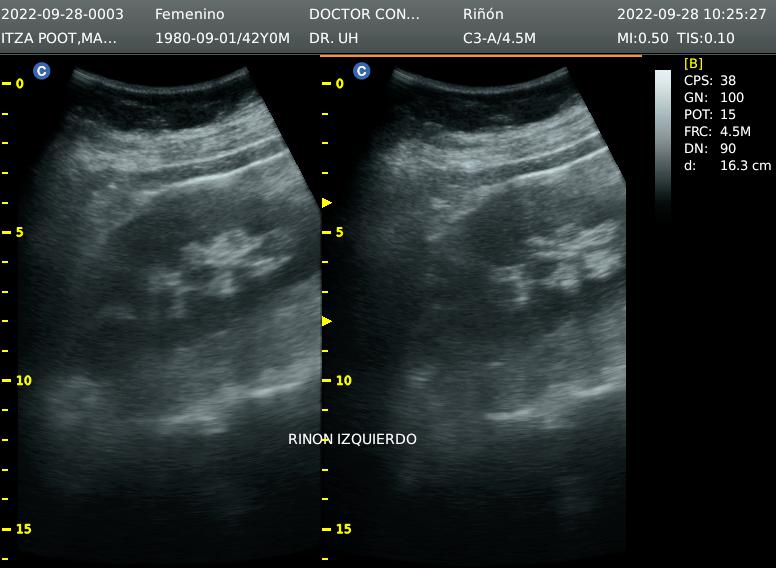 2022-09-28-0003 Femenino DOCTOR CON... Riñón 2022-09-28 10:25:27
ITZA POOT,MA... 1980-09-01/42Y0M DR. UH C3-A/4.5M MI:0.50 TIS:0.10
C C
[B]
CPS: 38
GN: 100
POT: 15
FRC: 4.5M
DN: 90
d: 16.3 cm
0 0
5 5
10 10
RINON IZQUIERDO
15 15